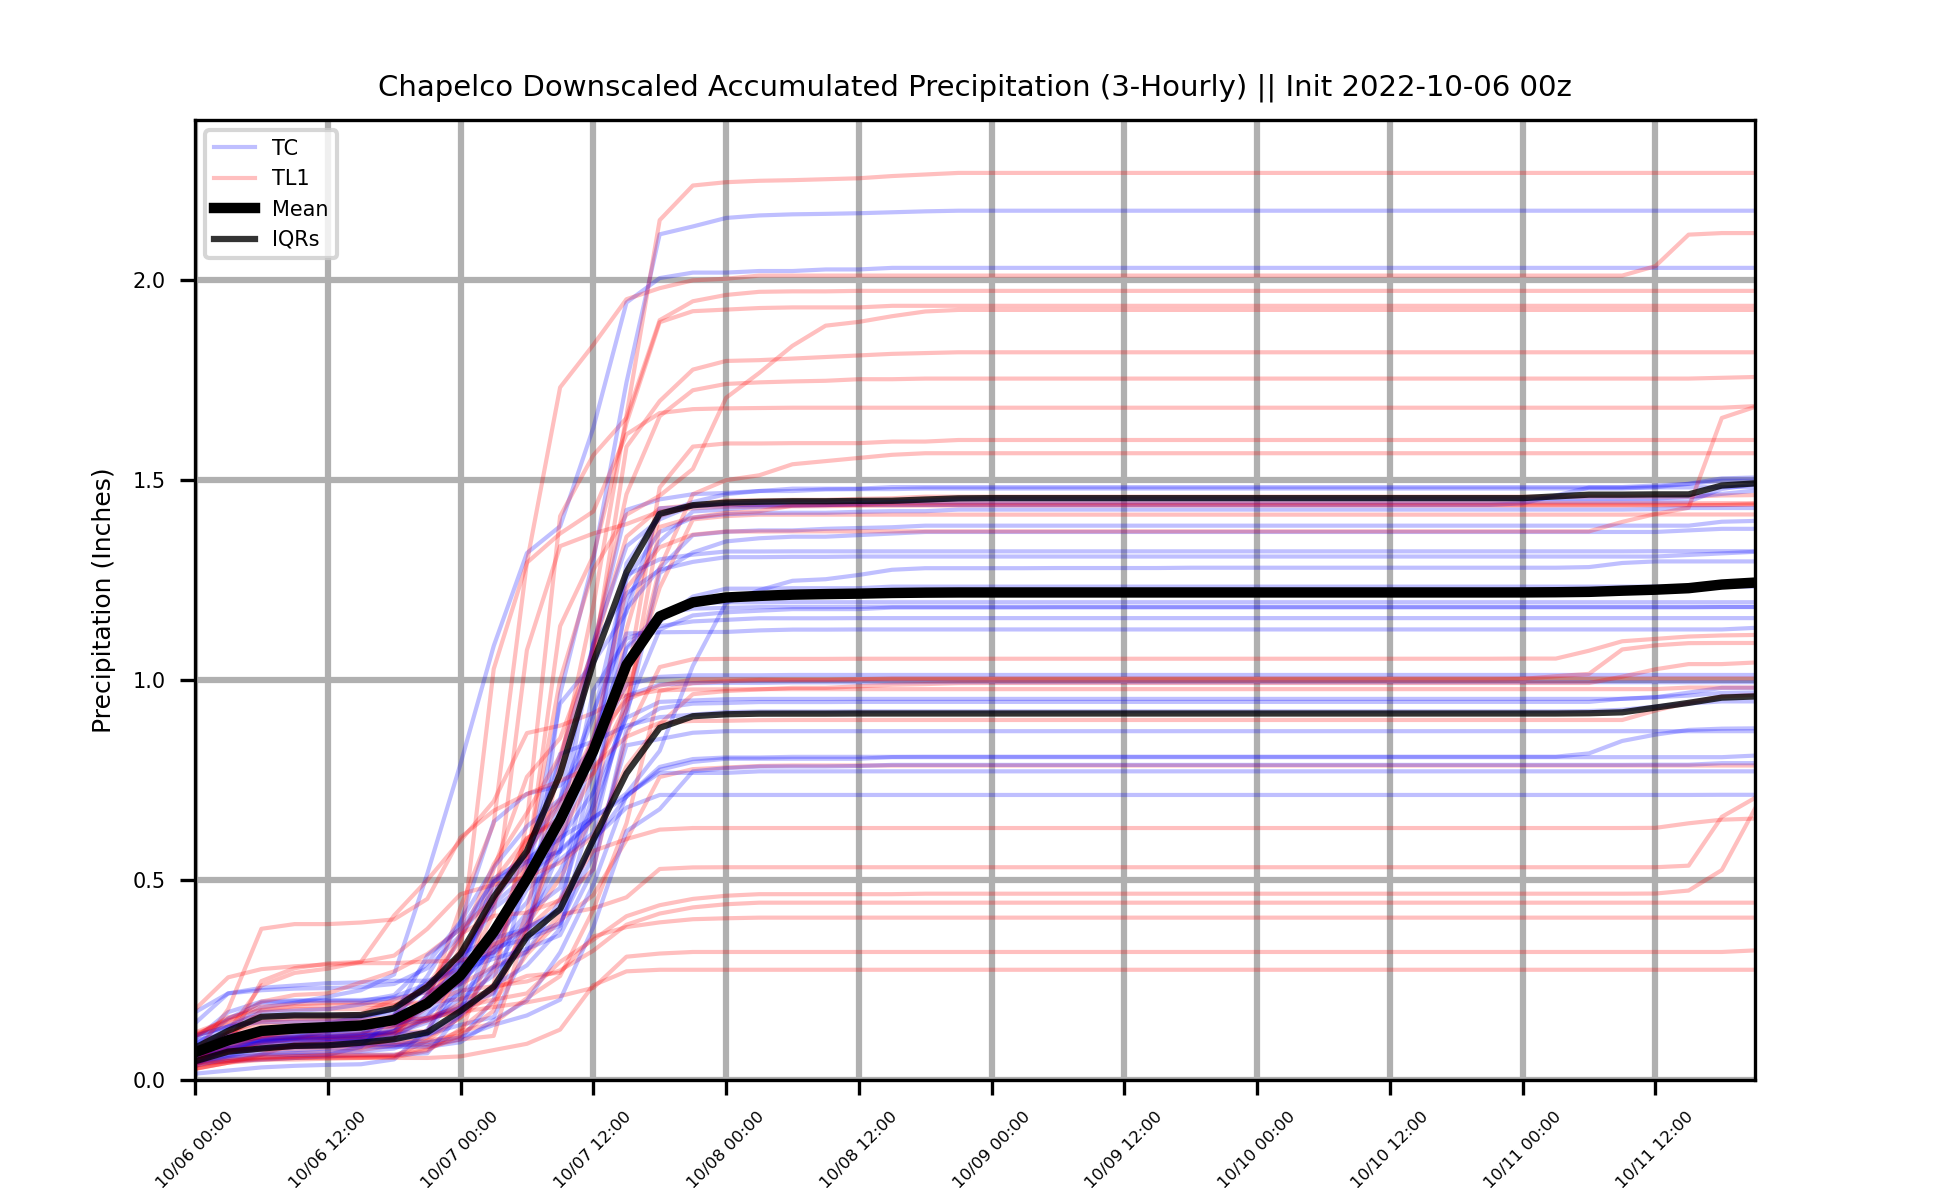 Chapelco Downscaled Accumulated Precipitation (3-Hourly) || Init 2022-10-06 00z
TC
TL1
Mean
IQRs
Precipitation (Inches)
2.0
1.5
1.0
0.5
0.0
10/06 00:00
10/06 12:00
10/07 00:00
10/07 12:00
10/08 00:00
10/08 12:00
10/09 00:00
10/09 12:00
10/10 00:00
10/10 12:00
10/11 00:00
10/11 12:00